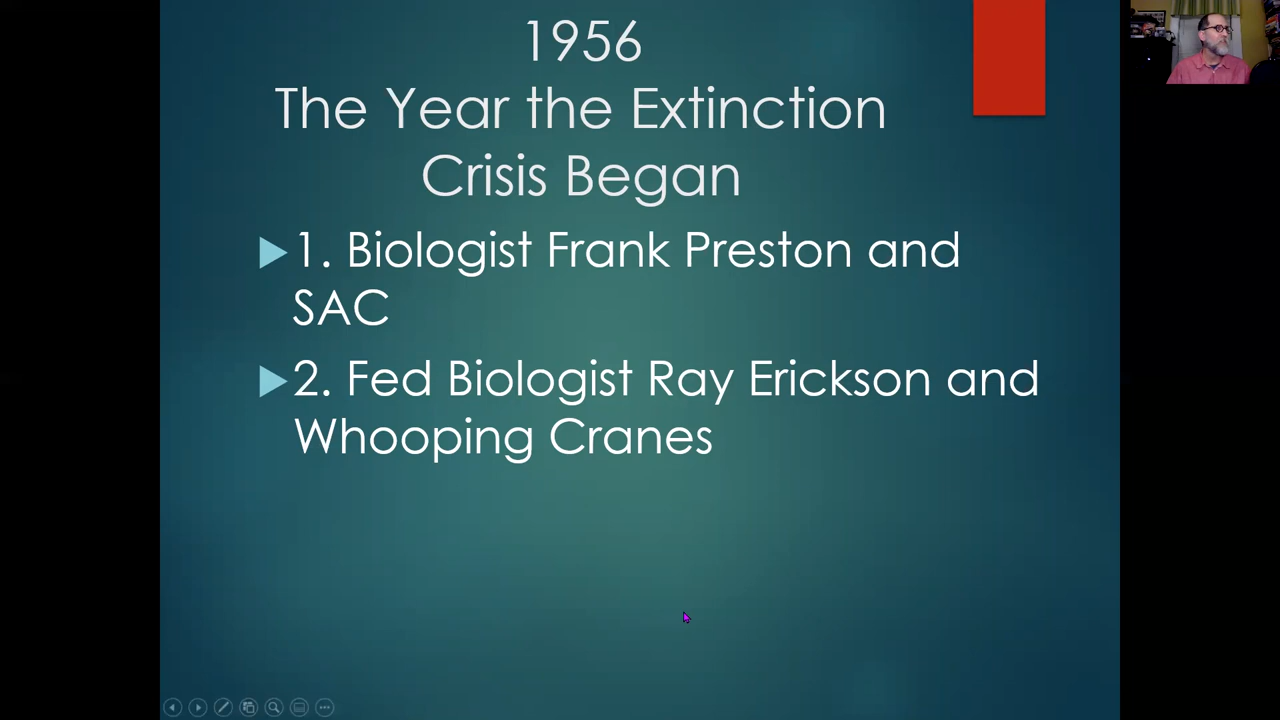 1956
The Year the Extinction
Crisis Began
1. Biologist Frank Preston and
SAC
2. Fed Biologist Ray Erickson and
Whooping Cranes